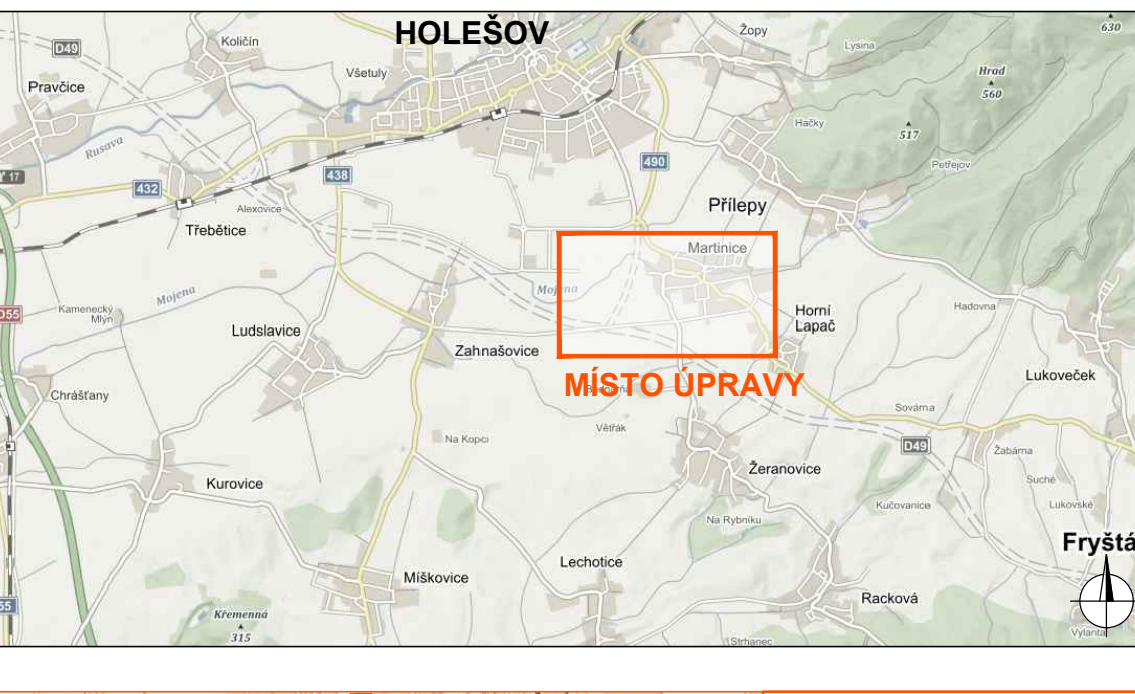 HOLEŠOV
Žopy
630
D49
Količín
Lysina
Všetuly
Hrad
560
Pravčice
Hačky
517
Rusava
490
Petřejov
17
438
432
Přílepy
Alexovice
Třebětice
Martinice
Mojena
Mojena
Kamenecký
Mlýn
D55
Hadovna
Horní
Lapač
Ludslavice
Zahnašovice
MÍSTO ÚPRAVY
Lukoveček
Chrášťany
Sovárna
Větřák
Na Kopci
D49
Žabárna
Žeranovice
Suché
Kurovice
Kučovanice
Lukovské
Na Rybníku
Fryštá
Lechotice
Míškovice
Racková
55
Křemenná
315
Vylanta
Strhanec